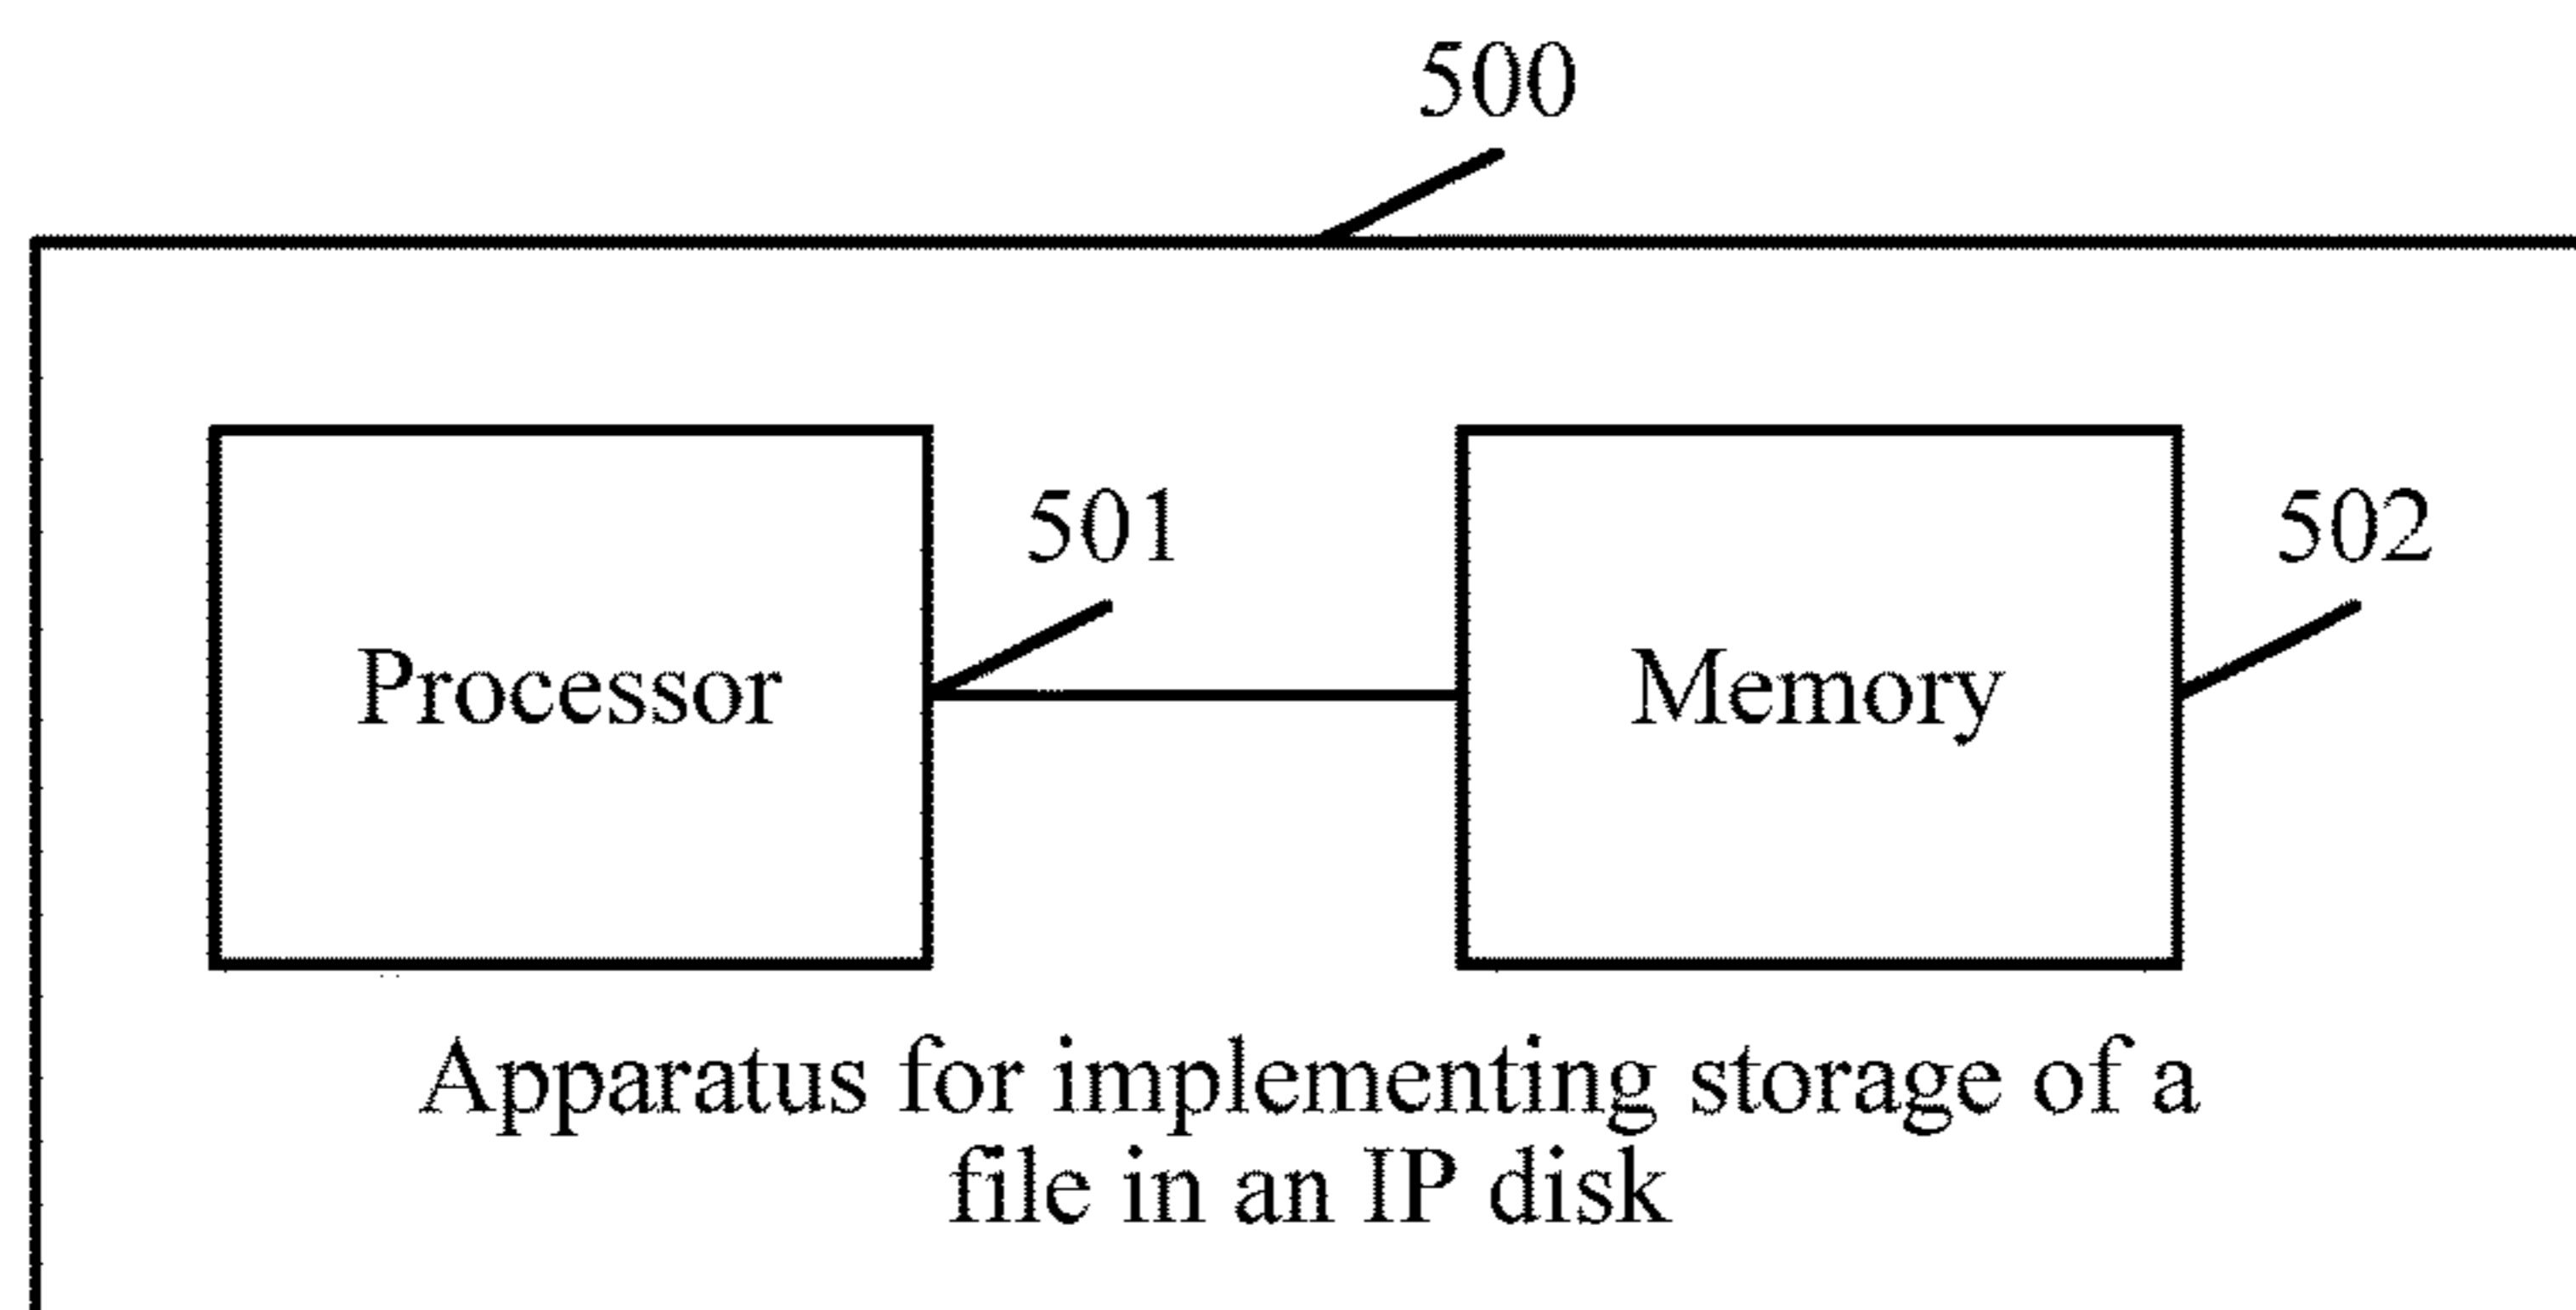 500
501
502
Processor
Memory
Apparatus for implementing storage of a
file in an IP disk